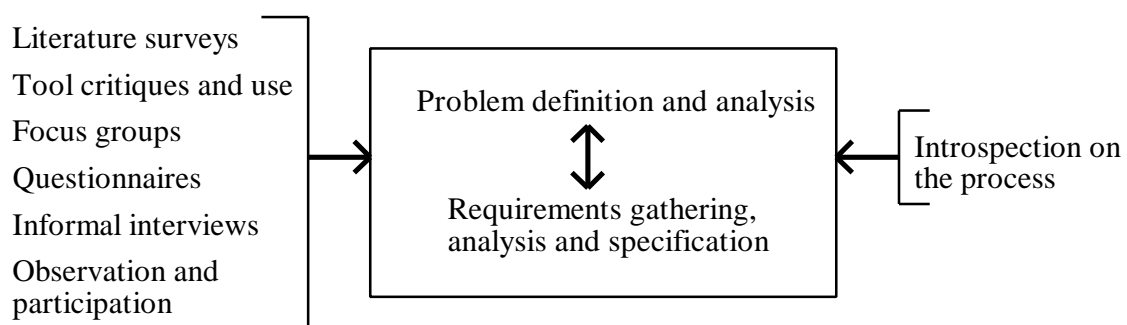 Literature surveys
Tool critiques and use
Focus groups
Questionnaires
Informal interviews
Observation and
participation
Problem definition and analysis
Requirements gathering,
analysis and specification
Introspection on
the process